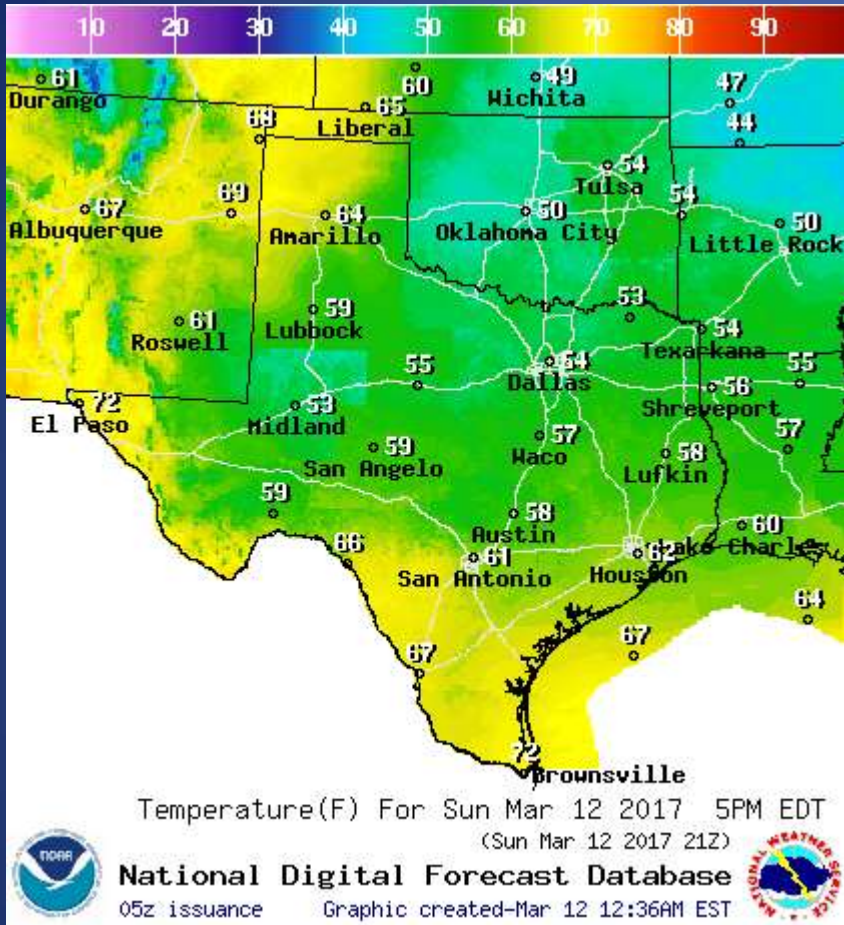 10 20 30 40 50 60 70 80 90
61
Durango
60
49
Wichita
47
65
Liberal
68
44
54
Tulsa
67
Albuquerque
69
64
Amarillo
50
Oklahoma City
54
50
Little Rock
61
Roswell
59
Lubbock
53
54
Texarkana
54
Dallas
55
56
Shreveport
55
72
El Paso
53
Midland
59
San Angelo
57
Waco
58
Lufkin
57
59
58
Austin
60
Lake Charles
66
61
San Antonio
62
Houston
64
67
67
72
Brownsville
Temperature(F) For Sun Mar 12 2017 5PM EDT
(Sun Mar 12 2017 21Z)
National Digital Forecast Database
05z issuance Graphic created-Mar 12 12:36AM EST
NOAA
NATIONAL WEATHER SERVICE